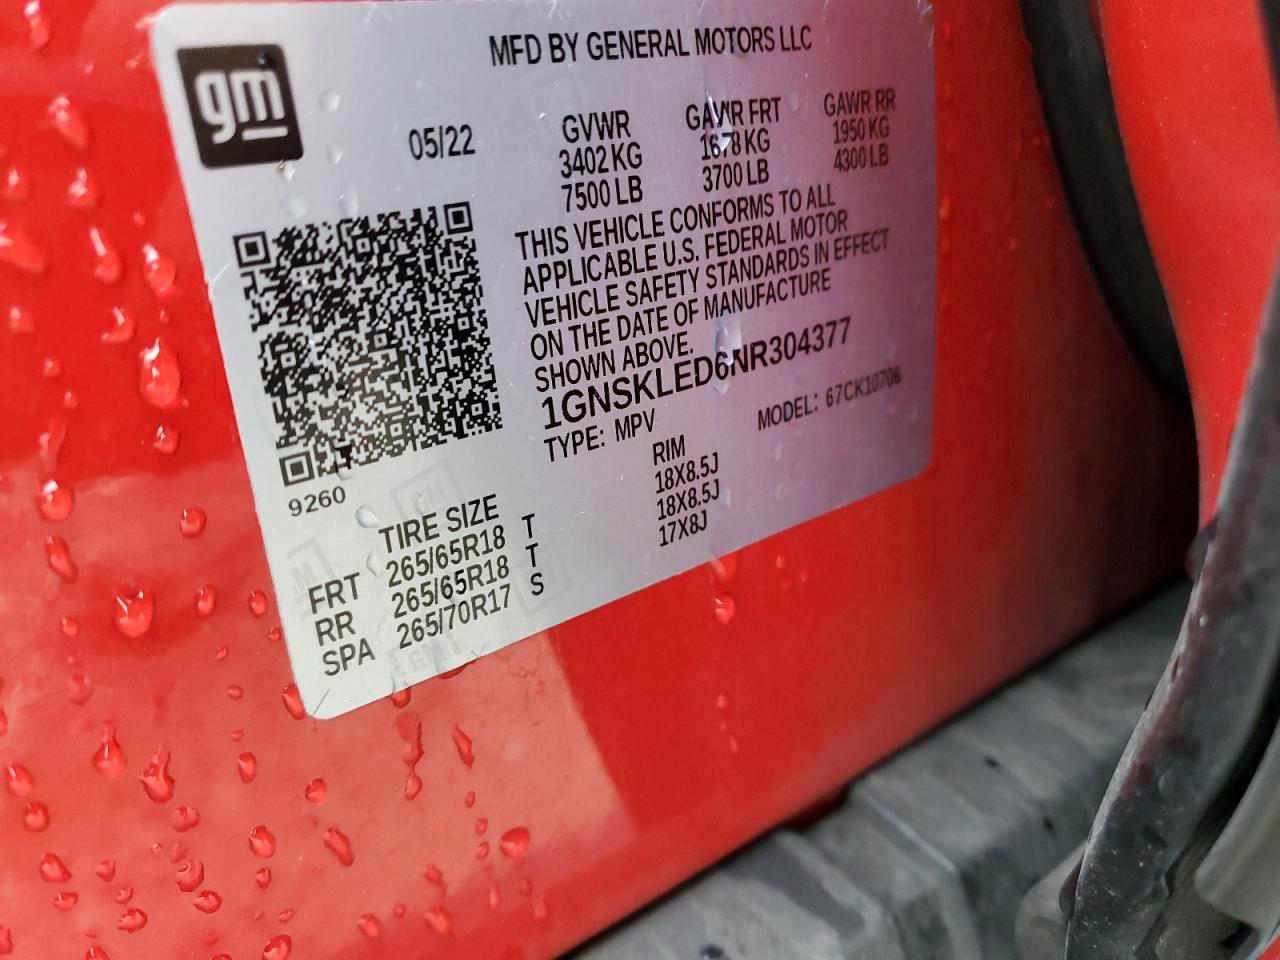 gm
MFD BY GENERAL MOTORS LLC
05/22
GVWR
3402 KG
7500 LB
GAWR FRT
1678 KG
3700 LB
GAWR RR
1950 KG
4300 LB
THIS VEHICLE CONFORMS TO ALL
APPLICABLE U.S. FEDERAL MOTOR
VEHICLE SAFETY STANDARDS IN EFFECT
ON THE DATE OF MANUFACTURE
SHOWN ABOVE.
1GNSKLED6NR304377
TYPE: MPV
MODEL: 67CK10706
9260
TIRE SIZE RIM
FRT 265/65R18 T 18X8.5J
RR 265/65R18 T 18X8.5J
SPA 265/70R17 S 17X8J